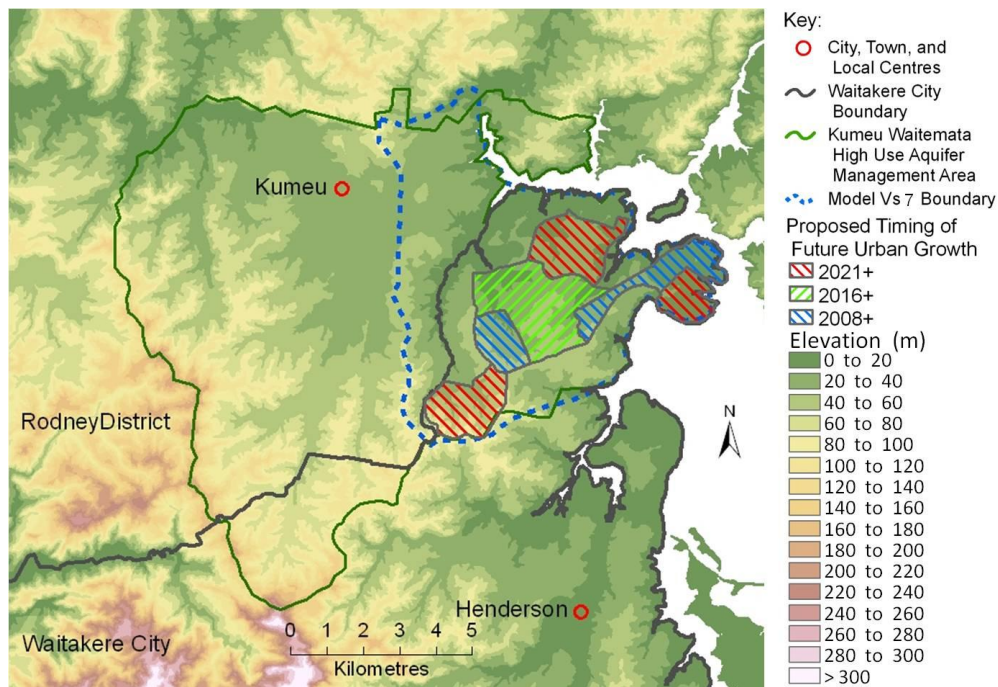 Kumeu
RodneyDistrict
Waitakere City
Henderson
0 1 2 3 4 5
Kilometres
N
Key:
City, Town, and
Local Centres
Waitakere City
Boundary
Kumeu Waitemata
High Use Aquifer
Management Area
Model Vs 7 Boundary
Proposed Timing of
Future Urban Growth
2021+
2016+
2008+
Elevation (m)
0 to 20
20 to 40
40 to 60
60 to 80
80 to 100
100 to 120
120 to 140
140 to 160
160 to 180
180 to 200
200 to 220
220 to 240
240 to 260
260 to 280
280 to 300
> 300